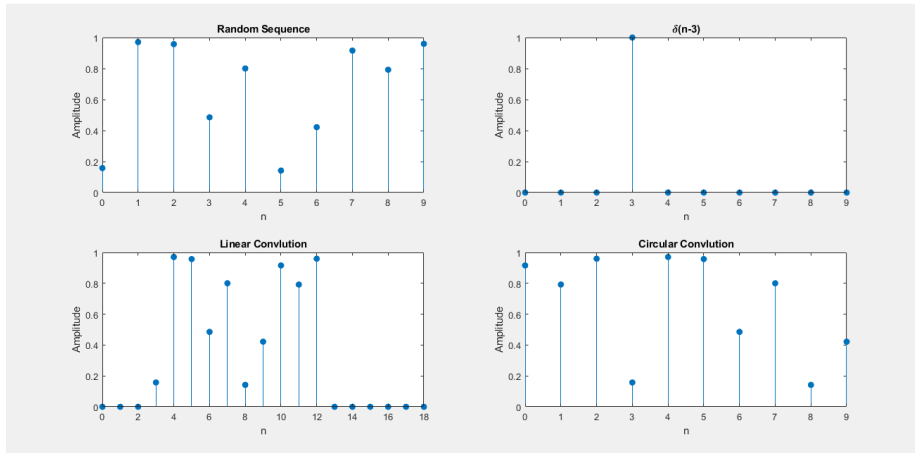 Random Sequence
Amplitude
1
0.8
0.6
0.4
0.2
0
0 1 2 3 4 5 6 7 8 9
n
δ(n-3)
Amplitude
1
0.8
0.6
0.4
0.2
0
0 1 2 3 4 5 6 7 8 9
n
Linear Convlution
Amplitude
1
0.8
0.6
0.4
0.2
0
0 2 4 6 8 10 12 14 16 18
n
Circular Convlution
Amplitude
1
0.8
0.6
0.4
0.2
0
0 1 2 3 4 5 6 7 8 9
n